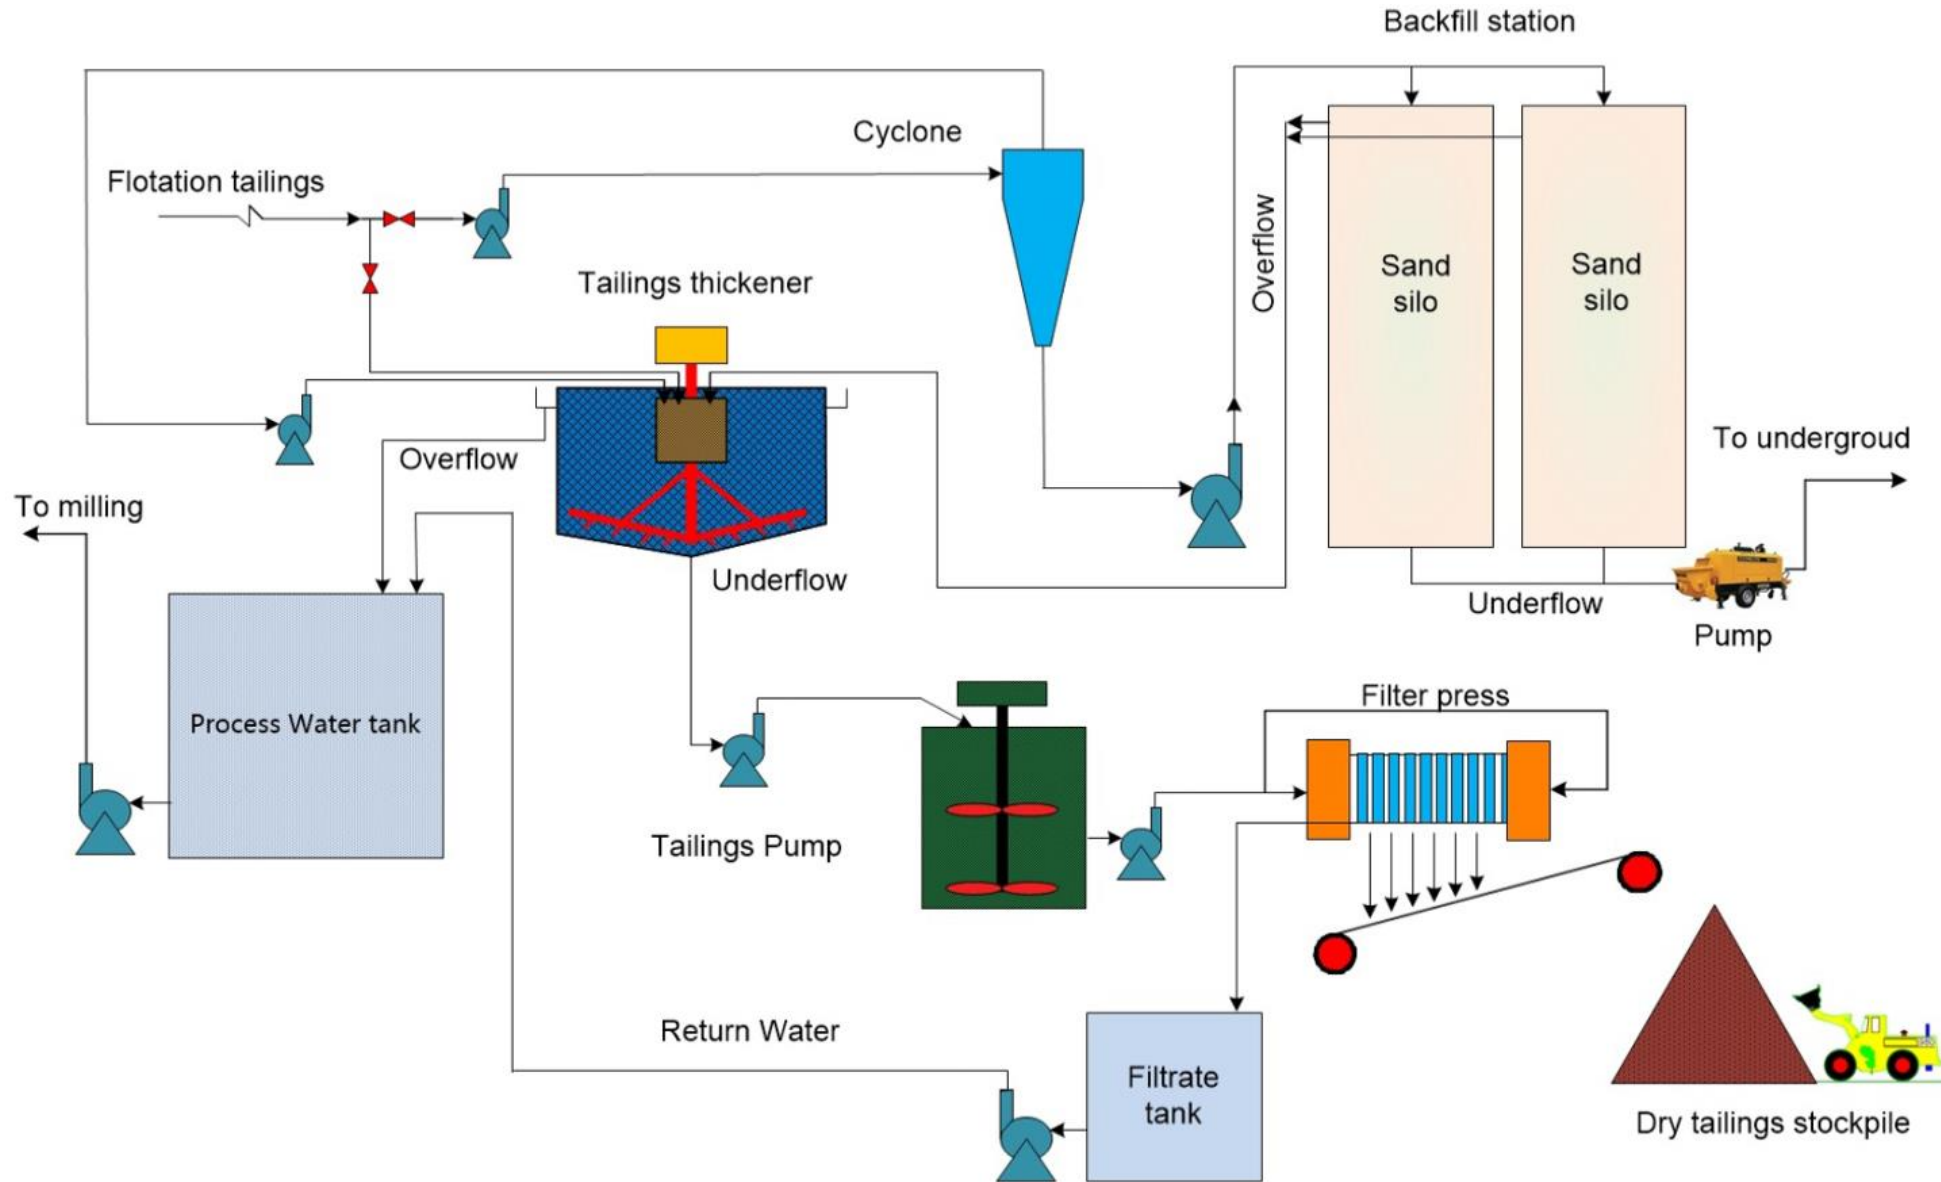 Backfill station
Cyclone
Flotation tailings
Tailings thickener
Overflow
Sand
silo
Sand
silo
To undergroud
Overflow
To milling
Underflow
Underflow
Pump
Filter press
Process Water tank
Tailings Pump
Return Water
Filtrate
tank
Dry tailings stockpile